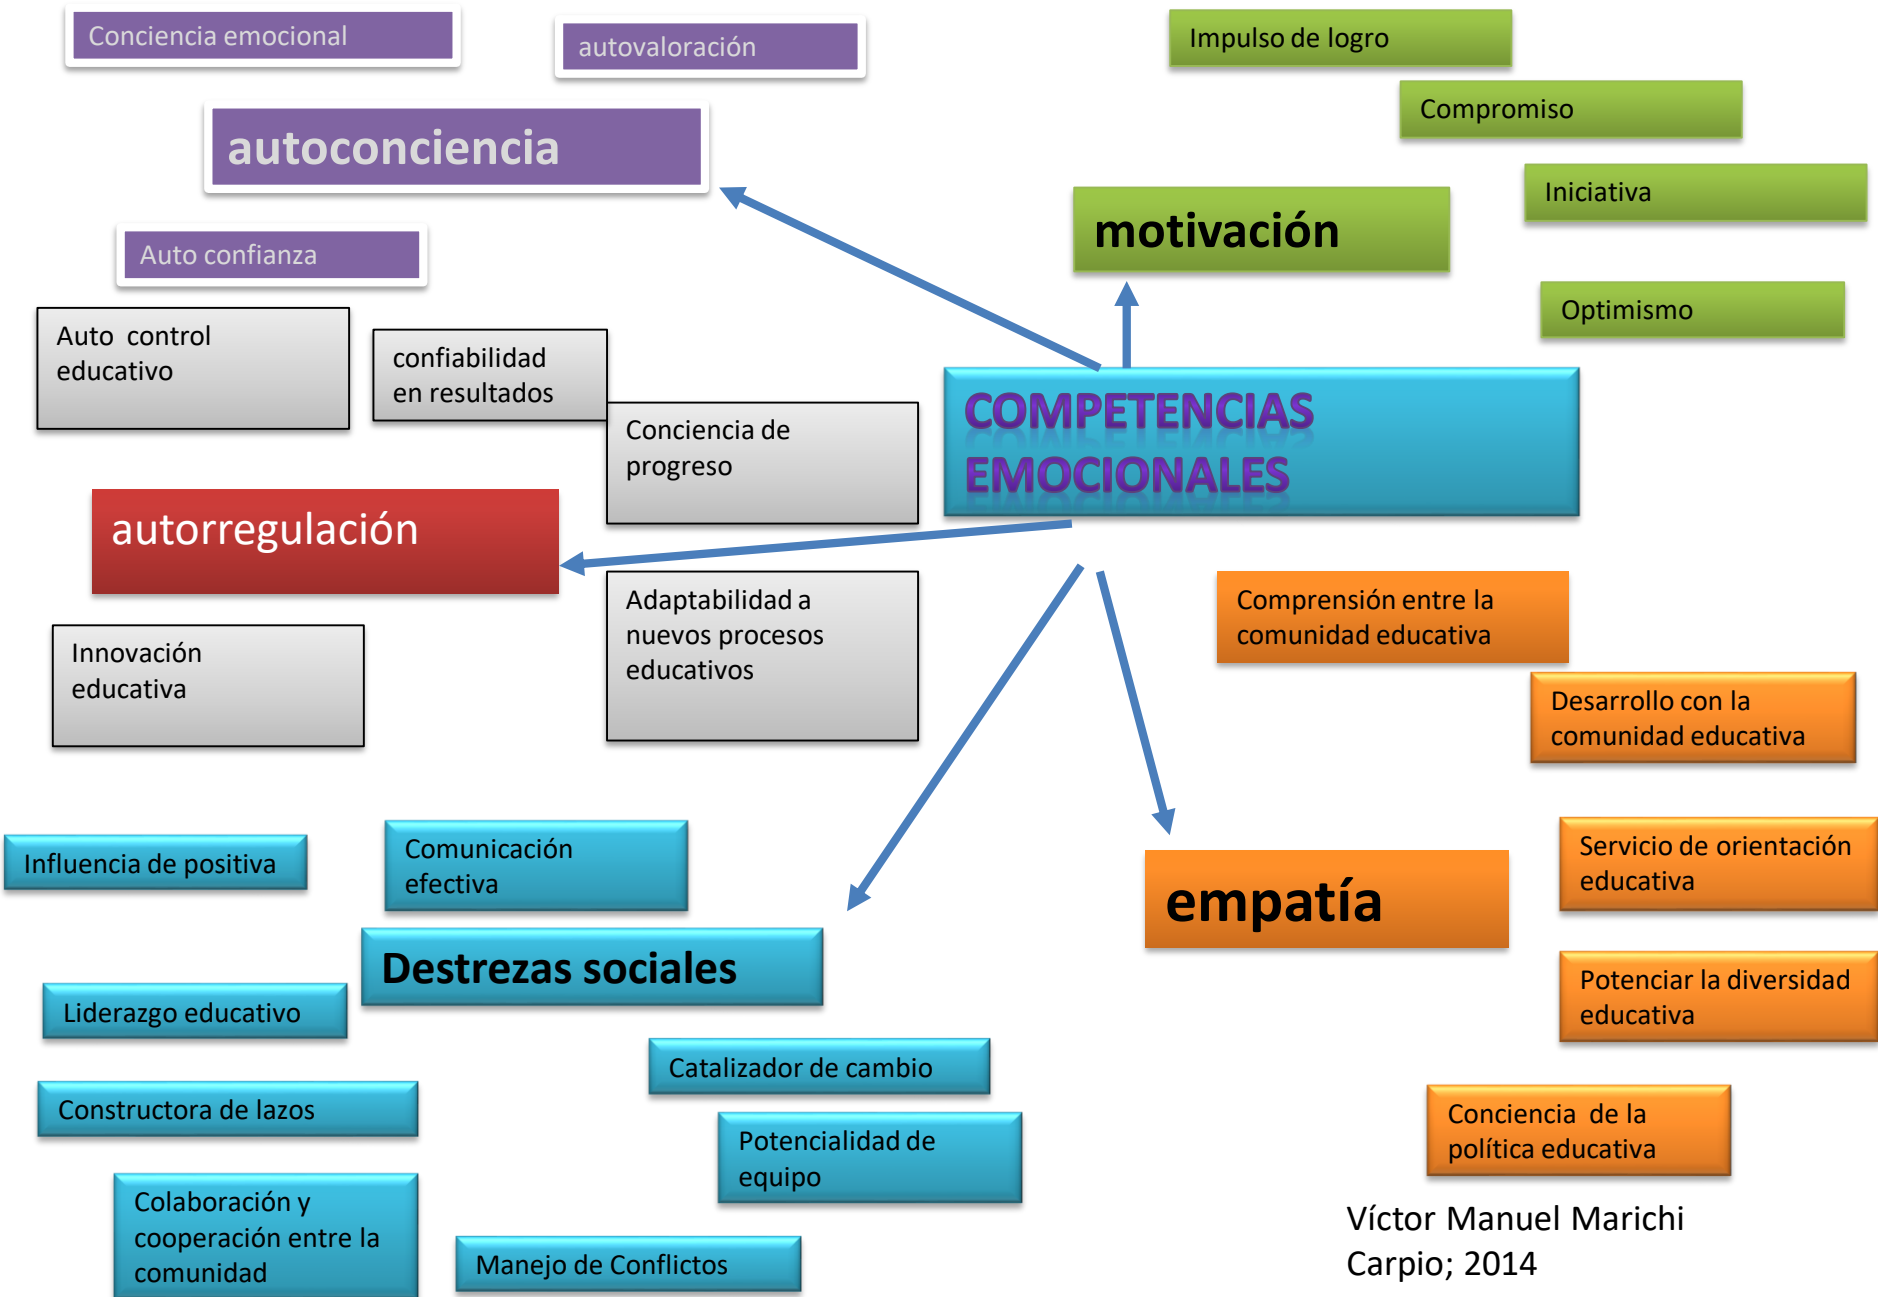 Conciencia emocional
autovaloración
autoconciencia
Auto confianza
Impulso de logro
Compromiso
Iniciativa
Optimismo
motivación
COMPETENCIAS
EMOCIONALES
Auto  control
educativo
confiabilidad
en resultados
Conciencia de
progreso
autorregulación
Adaptabilidad a
nuevos procesos
educativos
Innovación
educativa
Comprensión entre la
comunidad educativa
Desarrollo con la
comunidad educativa
Servicio de orientación
educativa
empatía
Potenciar la diversidad
educativa
Conciencia  de la
política educativa
Influencia de positiva
Comunicación
efectiva
Destrezas sociales
Liderazgo educativo
Catalizador de cambio
Constructora de lazos
Potencialidad de
equipo
Colaboración y
cooperación entre la
comunidad
Manejo de Conflictos
Víctor Manuel Marichi
Carpio; 2014